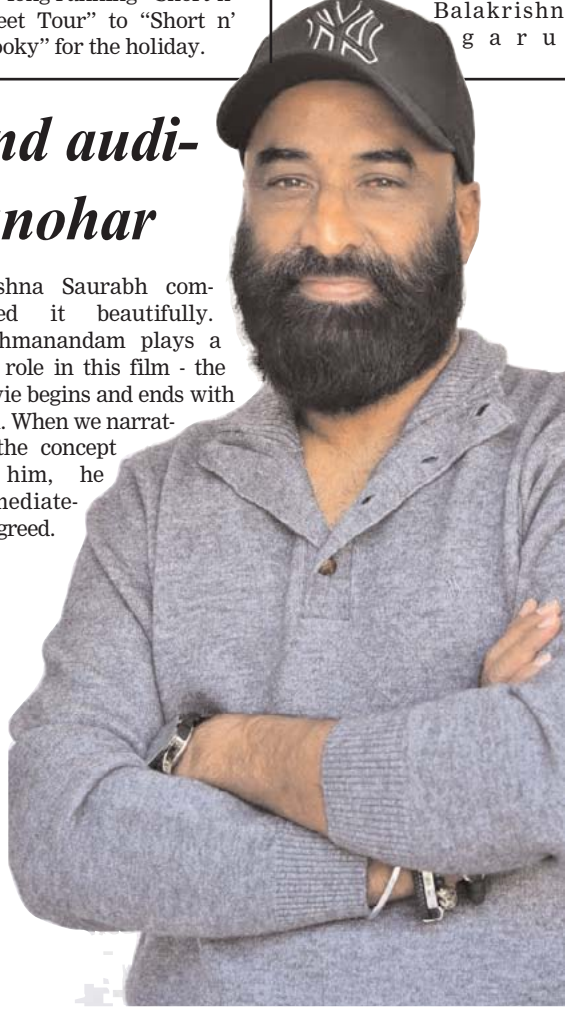 eet Tour” to “Short n’
ooky” for the holiday.
Balakrishn
g a r u
nd audi-
nohar
shna Saurabh com-
ed it beautifully.
hmanandam plays a
role in this film - the
vie begins and ends with
. When we narrat-
the concept
him, he
mediate-
greed.
NY